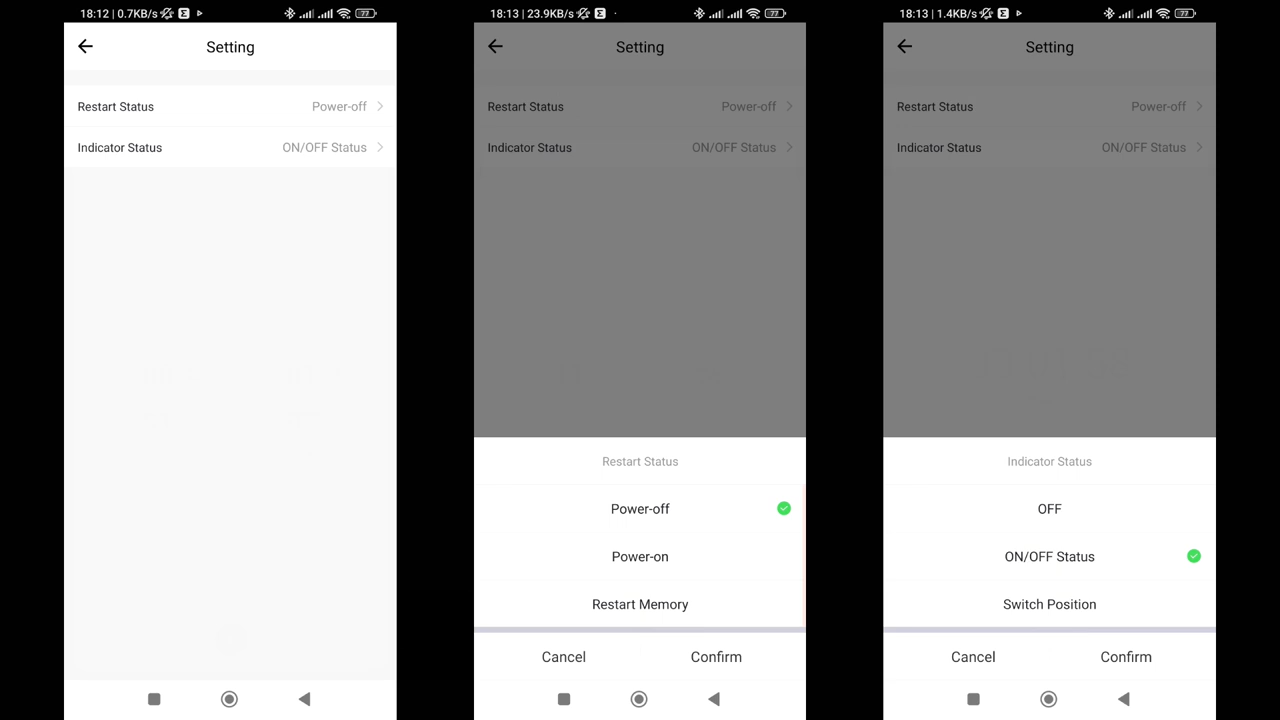 18:12 | 0.7KB/s
77
Setting
Restart Status Power-off
Indicator Status ON/OFF Status
18:13 | 23.9KB/s
77
Setting
Restart Status Power-off
Indicator Status ON/OFF Status
Restart Status
Power-off
Power-on
Restart Memory
Cancel Confirm
18:13 | 1.4KB/s
77
Setting
Restart Status Power-off
Indicator Status ON/OFF Status
Indicator Status
OFF
ON/OFF Status
Switch Position
Cancel Confirm